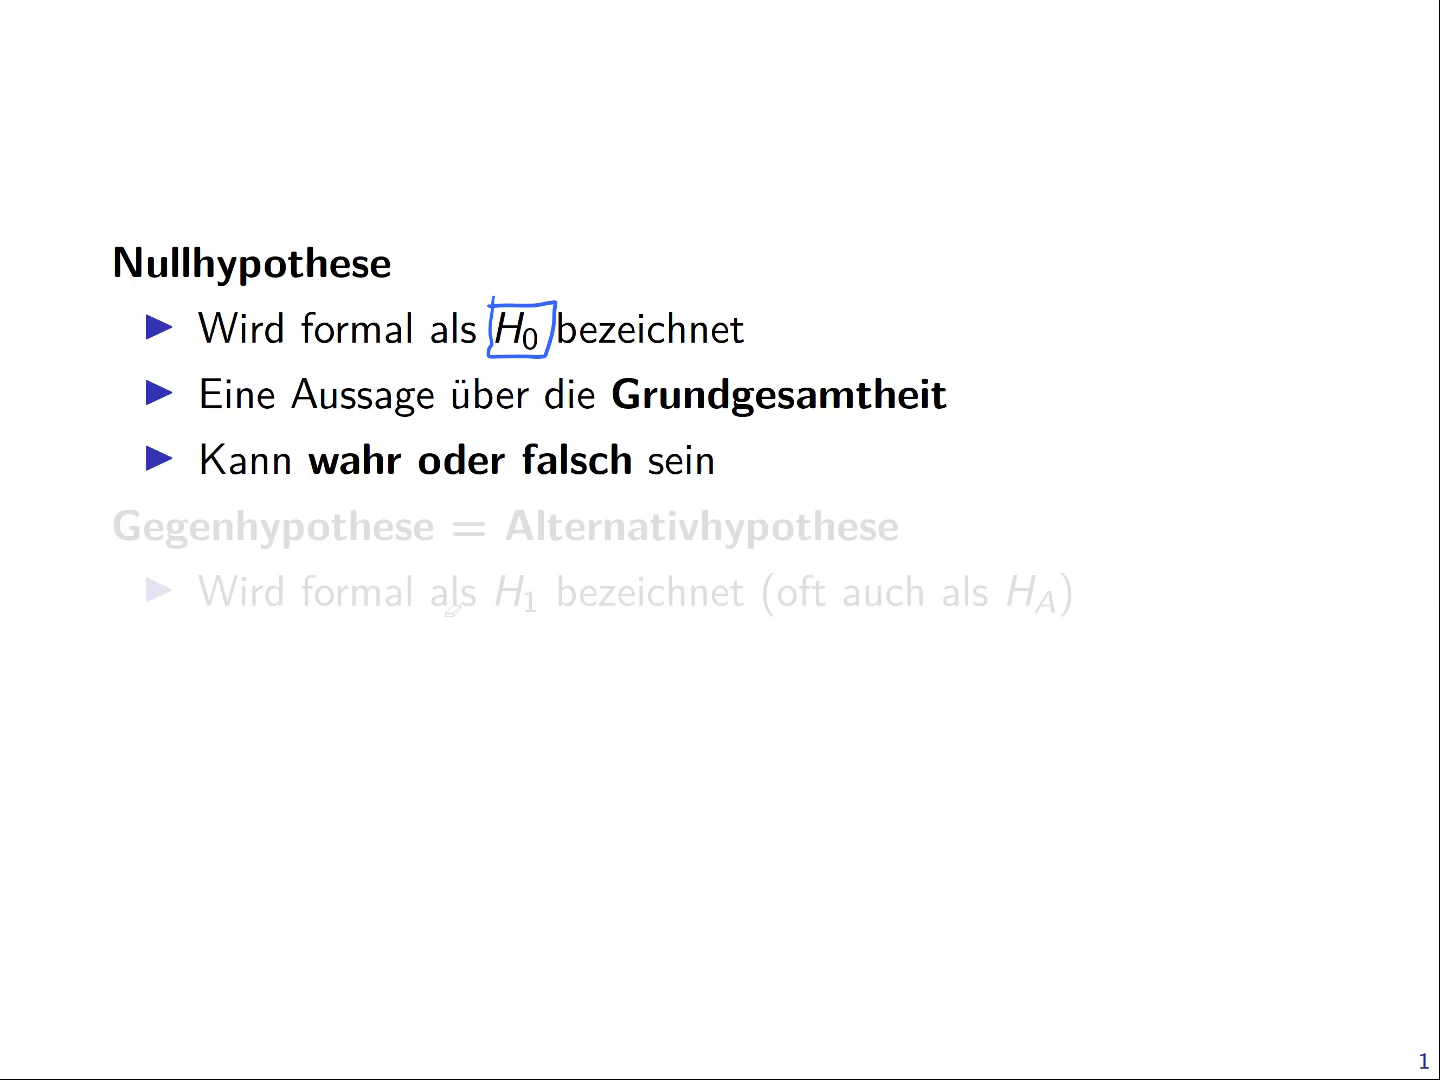 Nullhypothese
Wird formal als H₀ bezeichnet
Eine Aussage über die Grundgesamtheit
Kann wahr oder falsch sein
Gegenhypothese = Alternativhypothese
Wird formal als H₁ bezeichnet (oft auch als H_A)
1